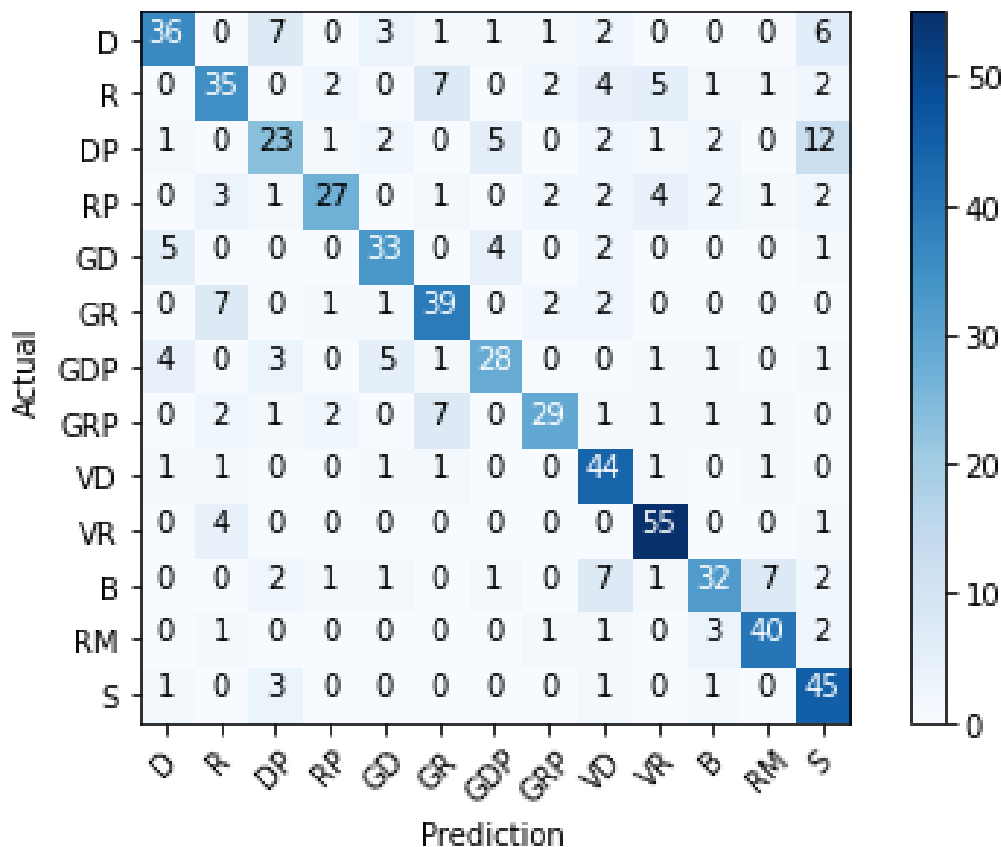 D 36 0 7 0 3 1 1 1 2 0 0 0 6
R 0 35 0 2 0 7 0 2 4 5 1 1 2
DP 1 0 23 1 2 0 5 0 2 1 2 0 12
RP 0 3 1 27 0 1 0 2 2 4 2 1 2
GD 5 0 0 0 33 0 4 0 2 0 0 0 1
GR 0 7 0 1 1 39 0 2 2 0 0 0 0
GDP 4 0 3 0 5 1 28 0 0 1 1 0 1
GRP 0 2 1 2 0 7 0 29 1 1 1 1 0
VD 1 1 0 0 1 1 0 0 44 1 0 1 0
VR 0 4 0 0 0 0 0 0 0 55 0 0 1
B 0 0 2 1 1 0 1 0 7 1 32 7 2
RM 0 1 0 0 0 0 0 1 1 0 3 40 2
S 1 0 3 0 0 0 0 0 1 0 1 0 45
D R DP RP GD GR GDP GRP VD VR B RM S
Prediction
Actual
50
40
30
20
10
0